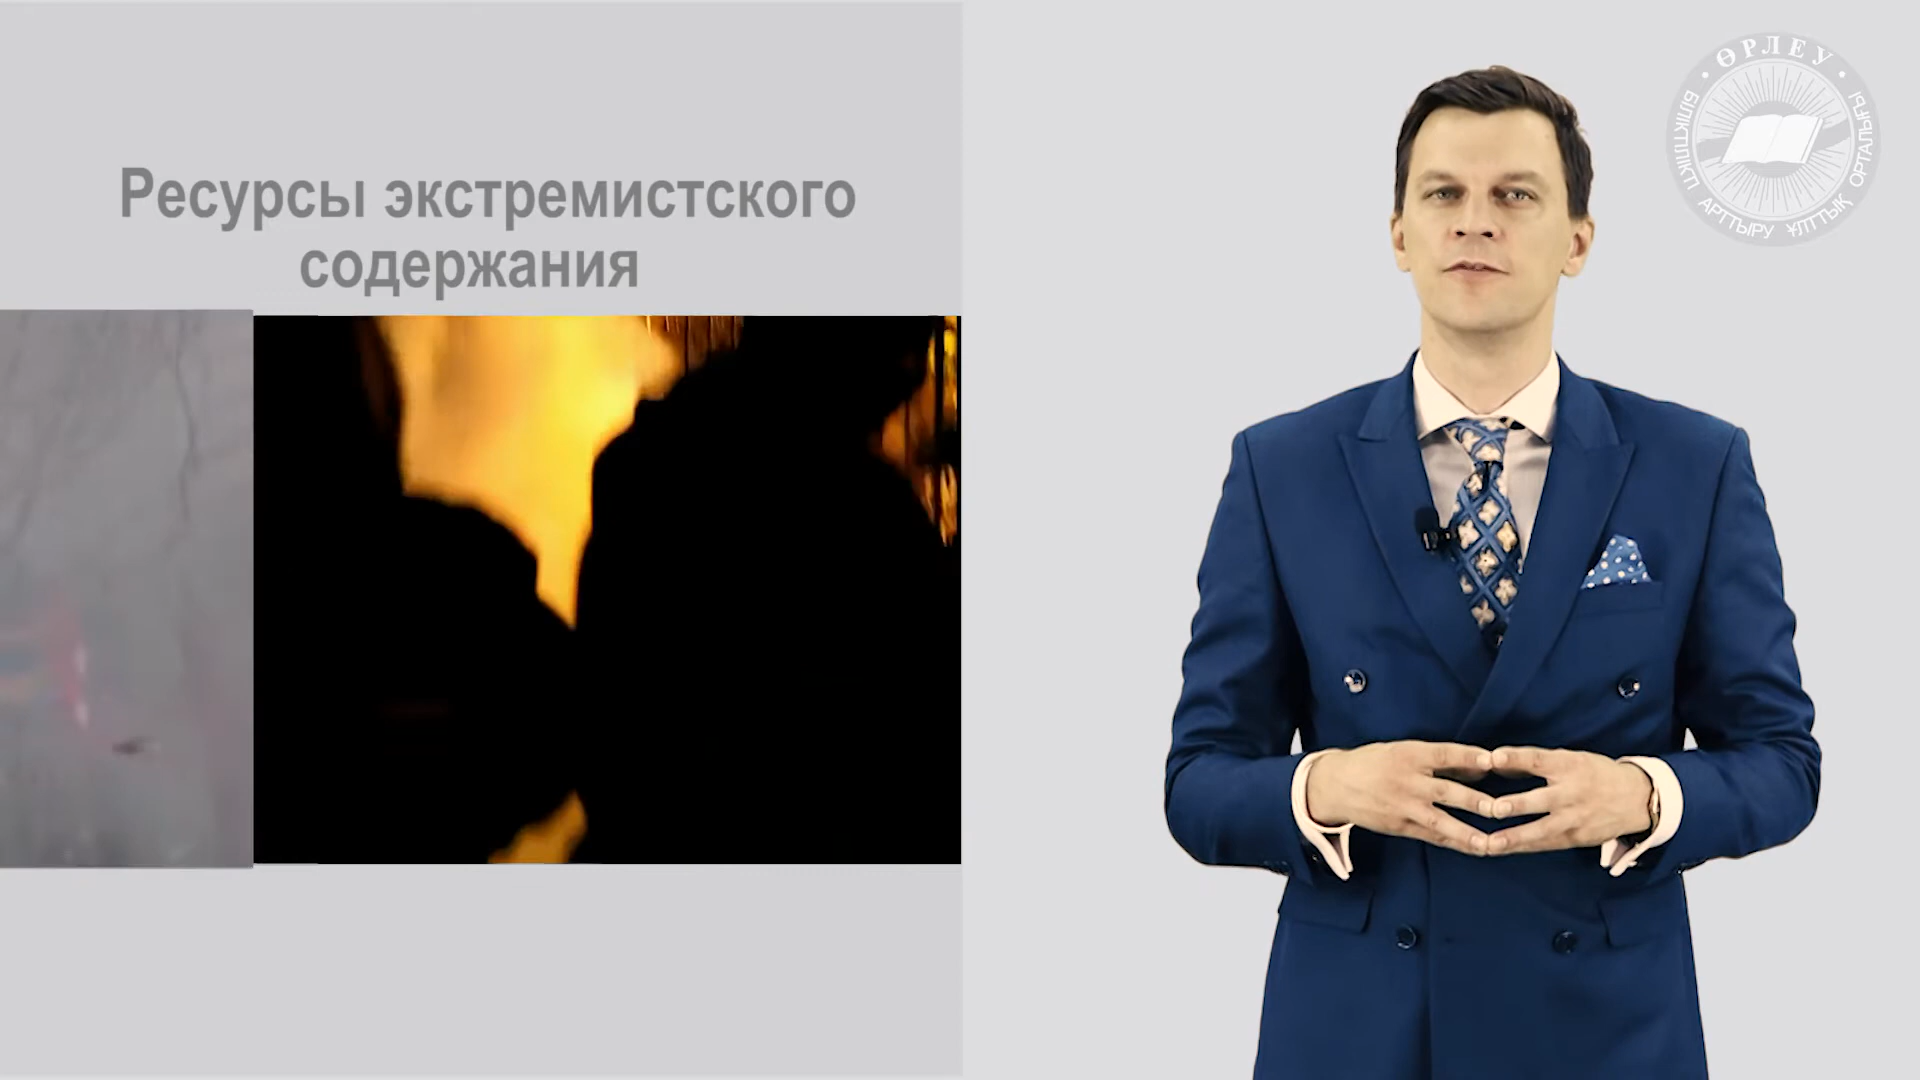 Ресурсы экстремистского
содержания
ӨРЛЕУ
БІЛІКТІЛІКТІ АРТТЫРУ ҰЛТТЫҚ ОРТАЛЫҒЫ